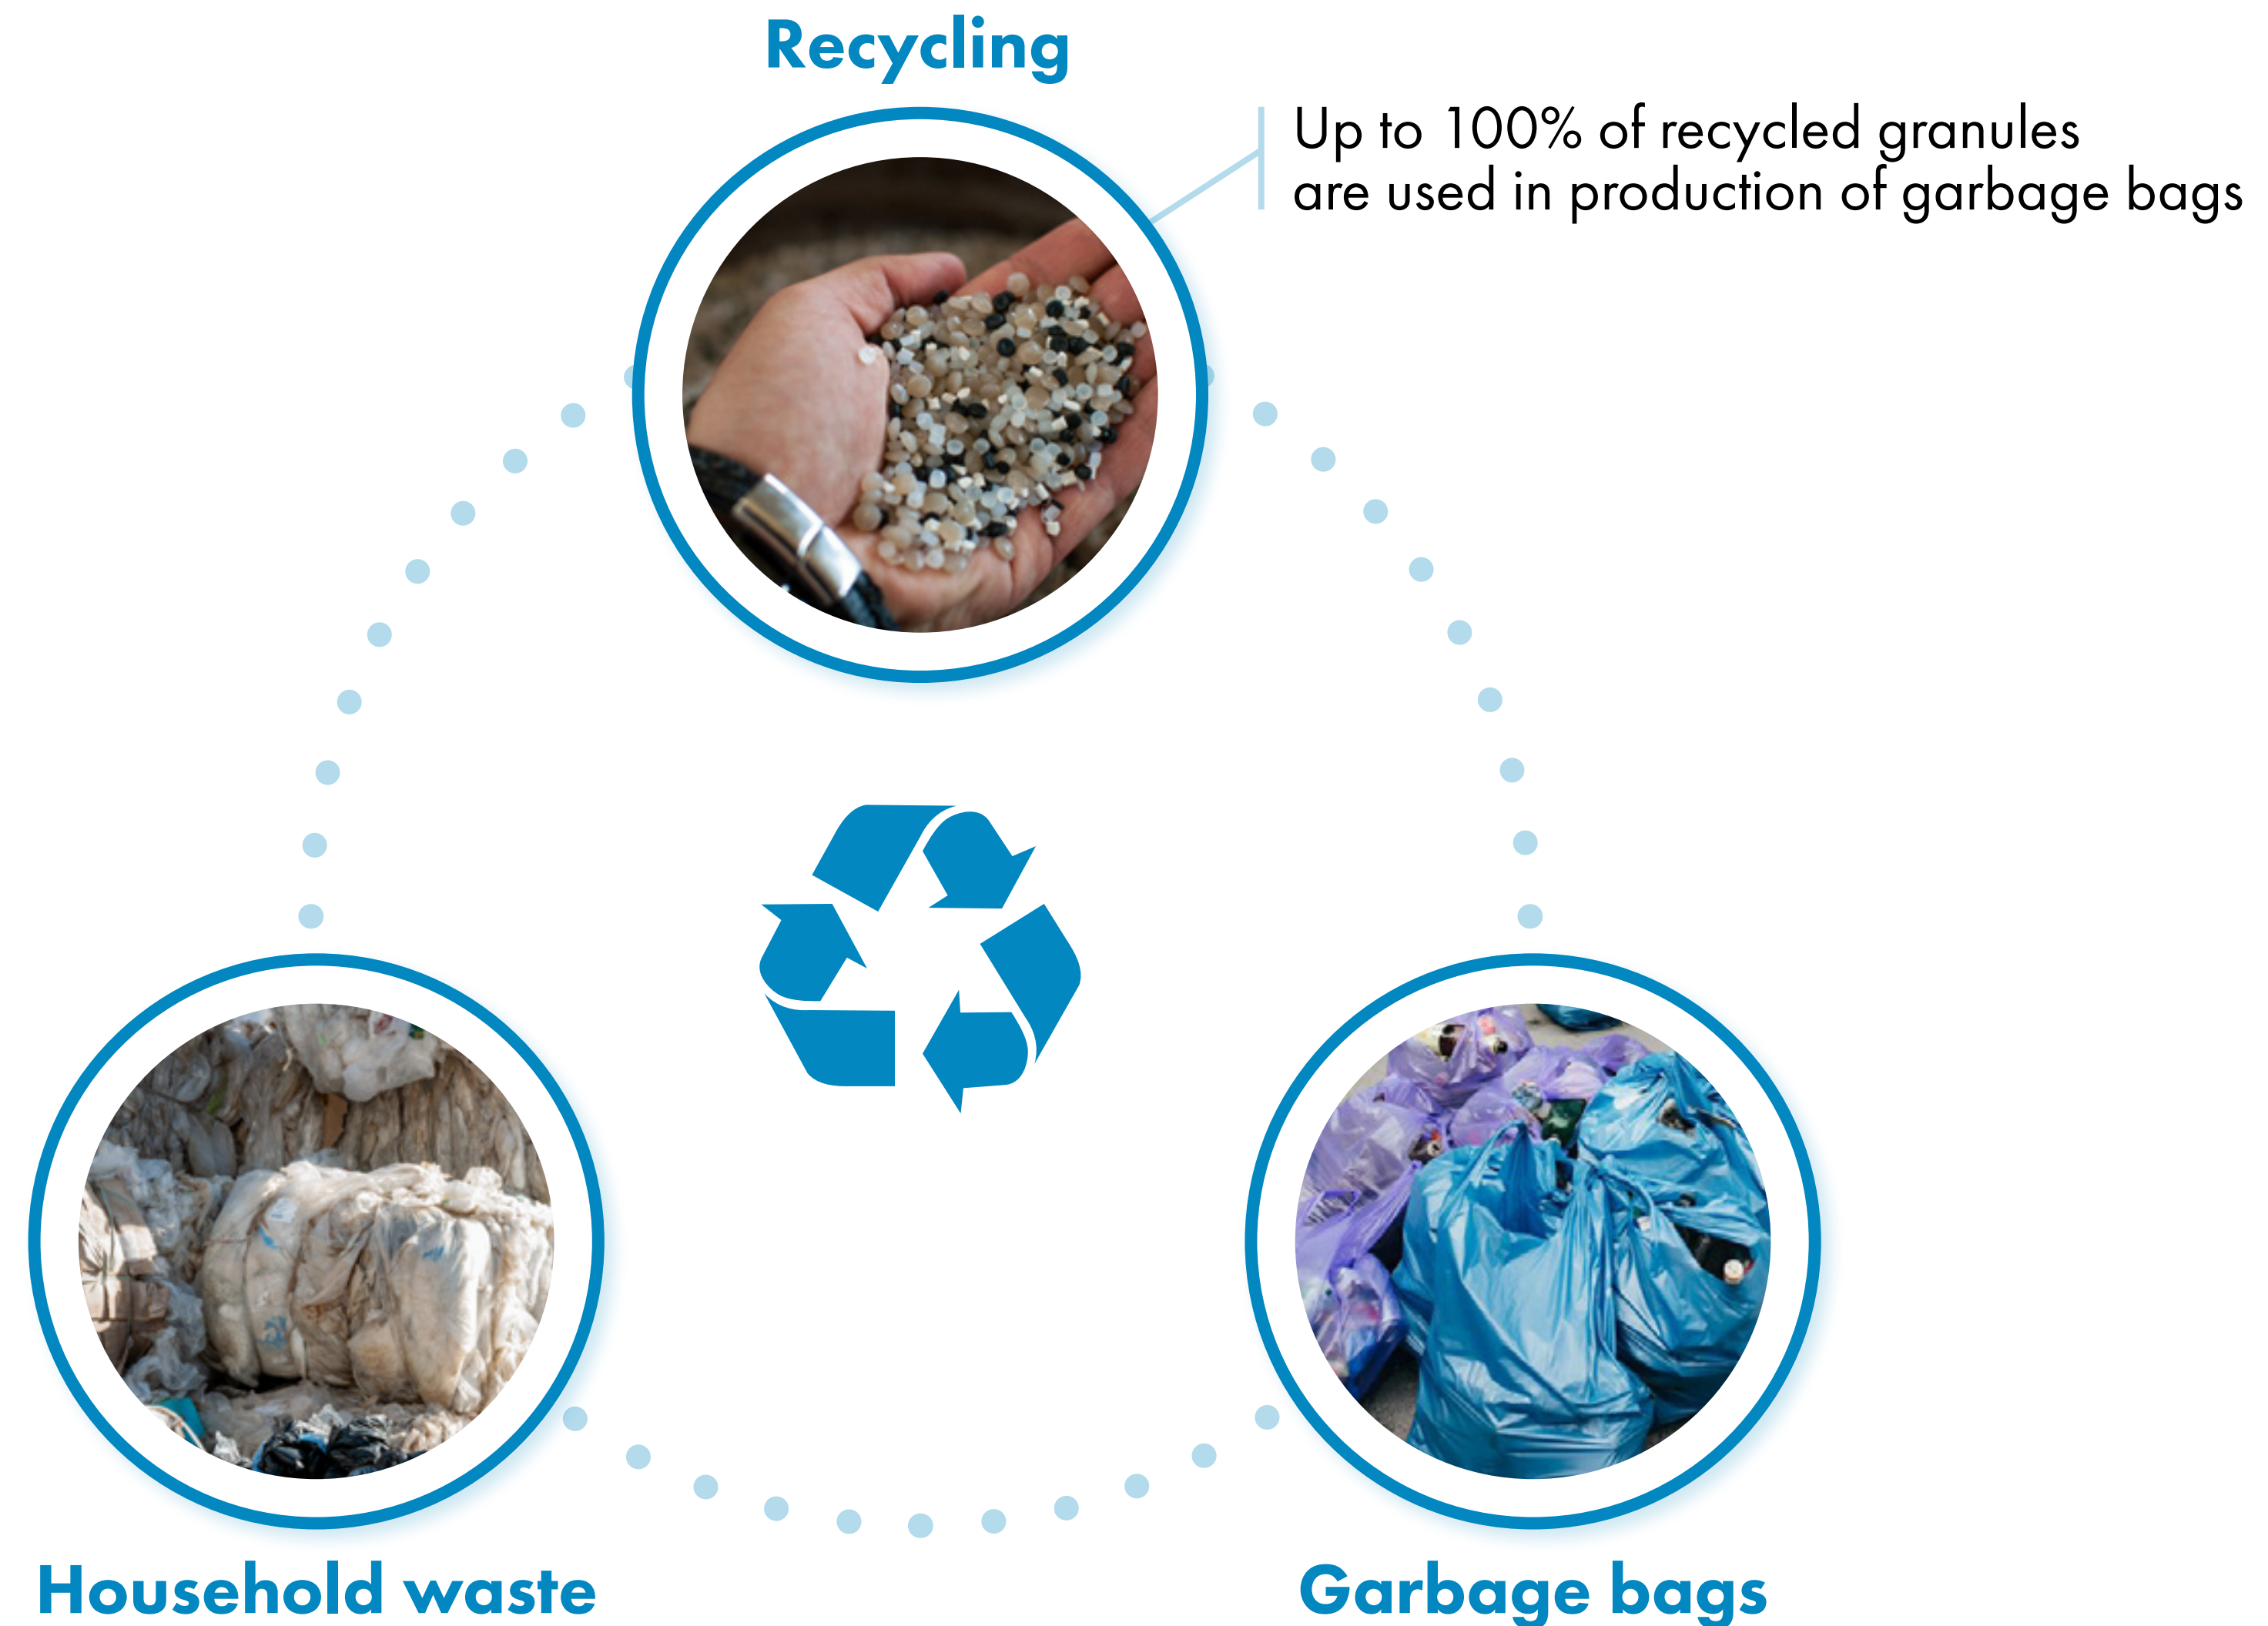 Recycling
Up to 100% of recycled granules
are used in production of garbage bags
Household waste
Garbage bags